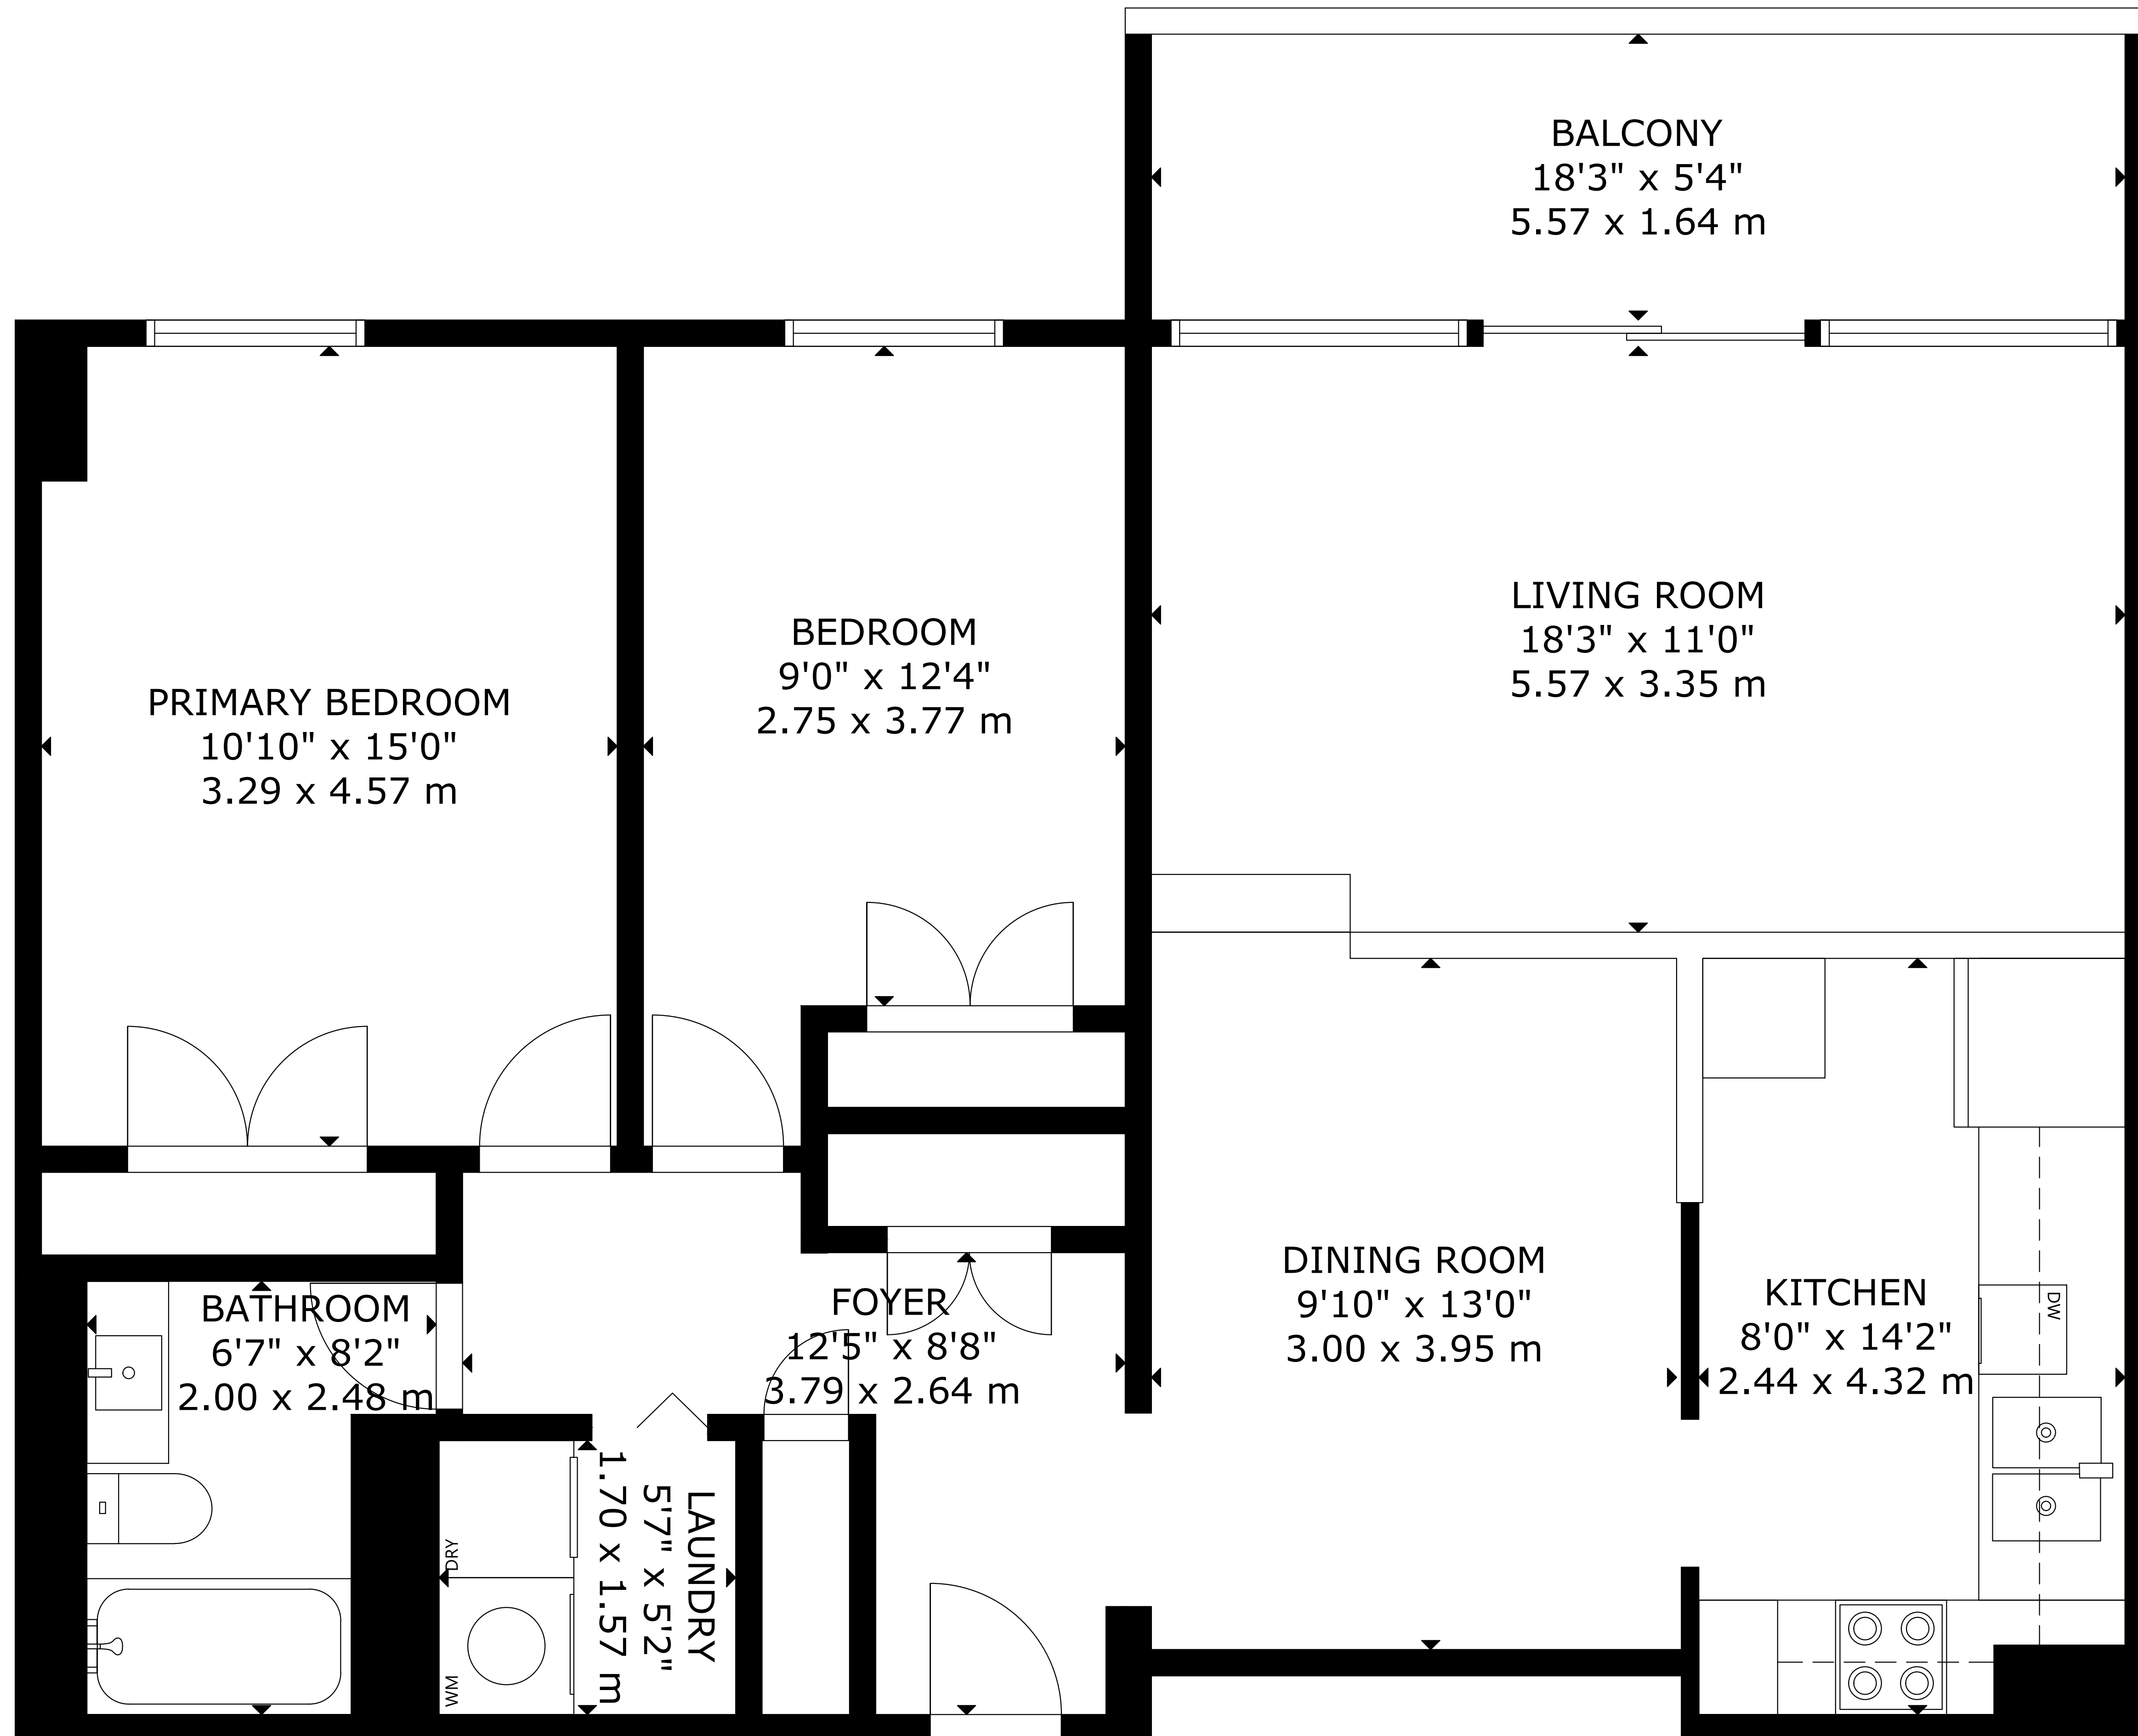 BALCONY
18'3" x 5'4"
5.57 x 1.64 m
LIVING ROOM
18'3" x 11'0"
5.57 x 3.35 m
BEDROOM
9'0" x 12'4"
2.75 x 3.77 m
PRIMARY BEDROOM
10'10" x 15'0"
3.29 x 4.57 m
DINING ROOM
9'10" x 13'0"
3.00 x 3.95 m
KITCHEN
8'0" x 14'2"
2.44 x 4.32 m
DW
FOYER
12'5" x 8'8"
3.79 x 2.64 m
BATHROOM
6'7" x 8'2"
2.00 x 2.48 m
LAUNDRY
5'7" x 5'2"
1.70 x 1.57 m
DRY
WM